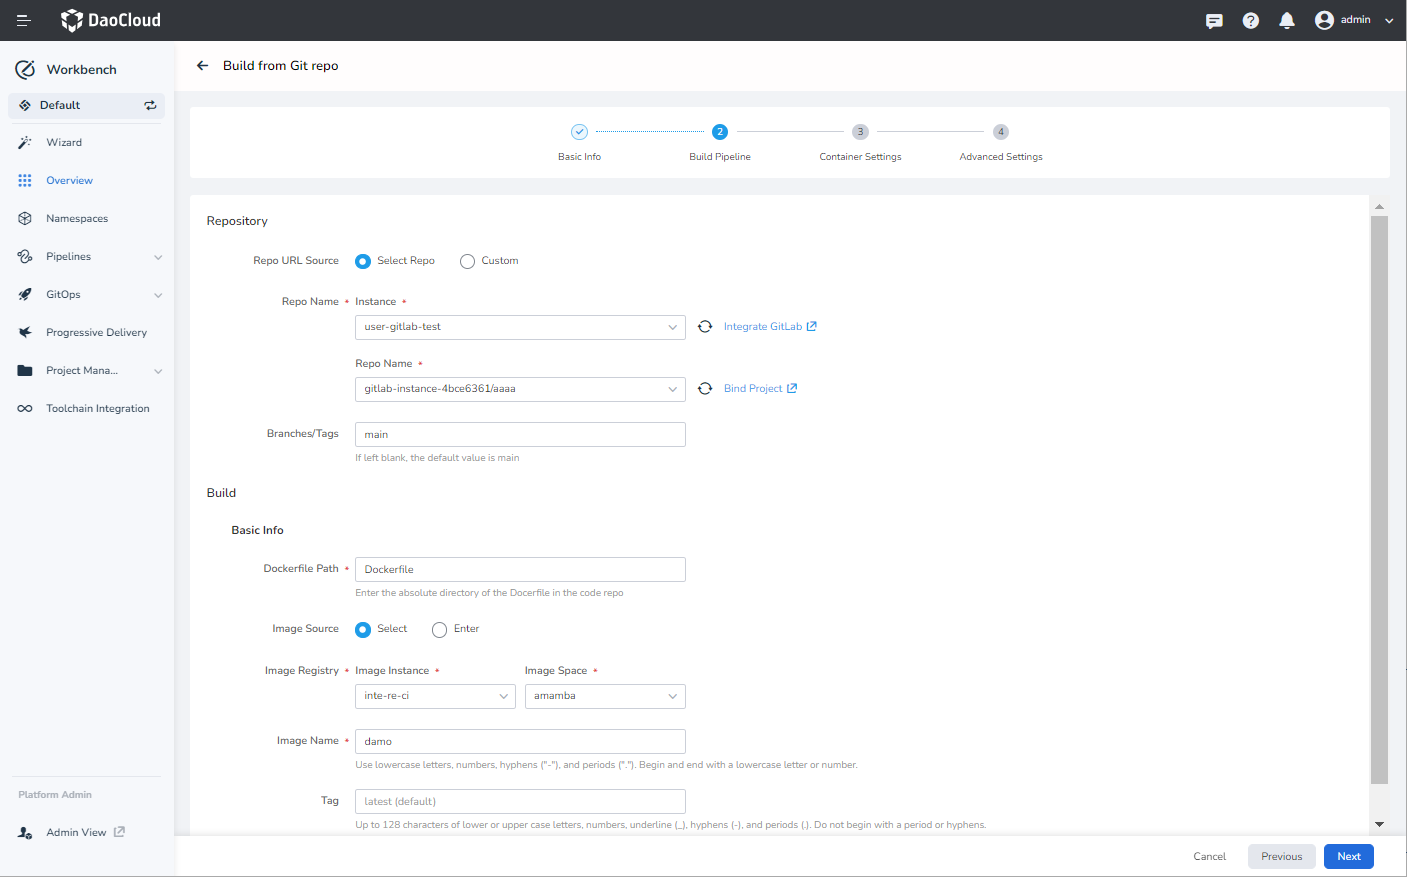 DaoCloud
admin
Workbench
Build from Git repo
Default
Wizard
Overview
Namespaces
Pipelines
GitOps
Progressive Delivery
Project Mana...
Toolchain Integration
Platform Admin
Admin View
2
3
4
Basic Info
Build Pipeline
Container Settings
Advanced Settings
Repository
Repo URL Source Select Repo Custom
Repo Name * Instance *
user-gitlab-test Integrate GitLab
Repo Name *
gitlab-instance-4bce6361/aaaa Bind Project
Branches/Tags main
If left blank, the default value is main
Build
Basic Info
Dockerfile Path * Dockerfile
Enter the absolute directory of the Docerfile in the code repo
Image Source Select Enter
Image Registry * Image Instance * Image Space *
inte-re-ci amamba
Image Name * damo
Use lowercase letters, numbers, hyphens ("-"), and periods ("."). Begin and end with a lowercase letter or number.
Tag latest (default)
Up to 128 characters of lower or upper case letters, numbers, underline (_), hyphens (-), and periods (.). Do not begin with a period or hyphens.
Cancel Previous Next